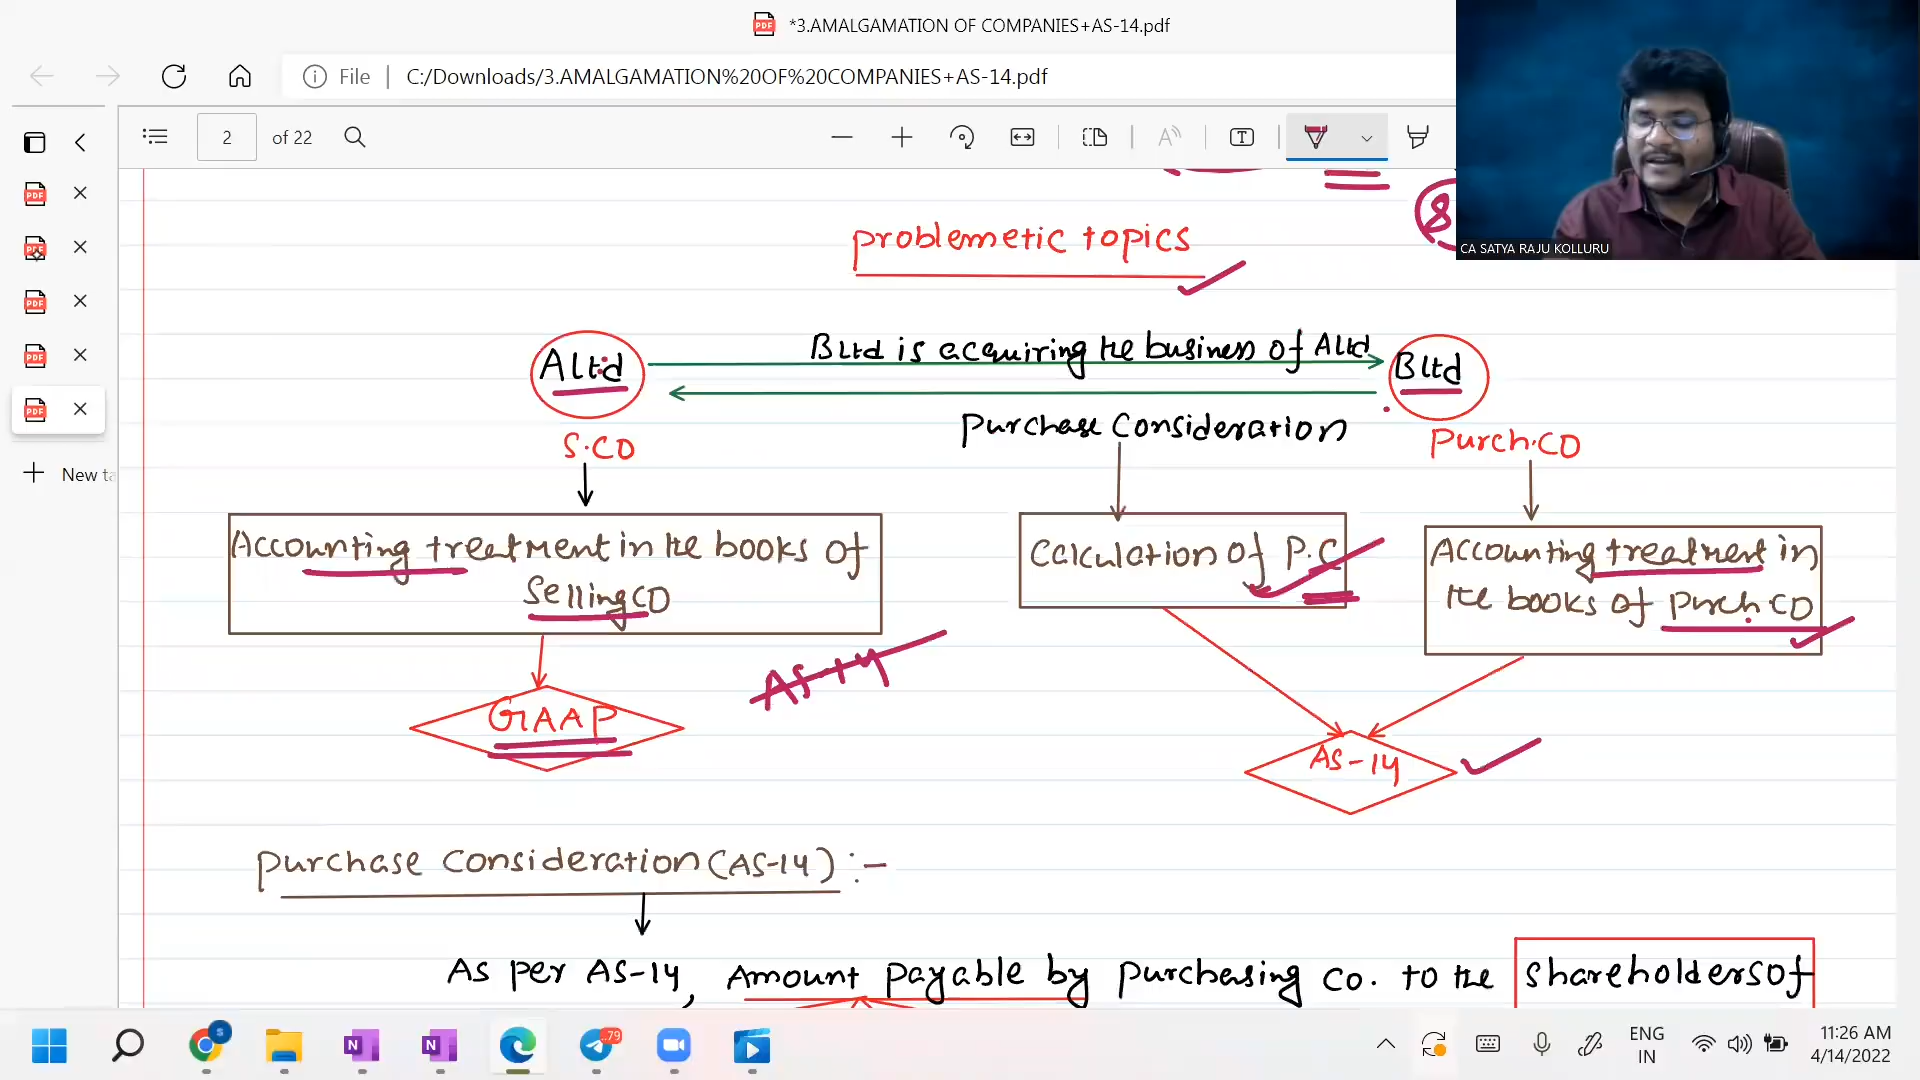 *3.AMALGAMATION OF COMPANIES+AS-14.pdf
File | C:/Downloads/3.AMALGAMATION%20OF%20COMPANIES+AS-14.pdf
2 of 22
CA SATYA RAJU KOLLURU
problemetic topics
8
Altd
Bltd is acquiring the business of Altd
Bltd
Purchase Consideration
S.CO
Purch.CO
Accounting treatment in the books of
Selling CO
Calculation of P.C
Accounting treatment in
the books of Purch.CO
AS-14
GAAP
AS-14
New ta
Purchase Consideration (AS-14) :-
As per AS-14, Amount payable by purchasing co. to the shareholders of
79
ENG
IN
11:26 AM
4/14/2022